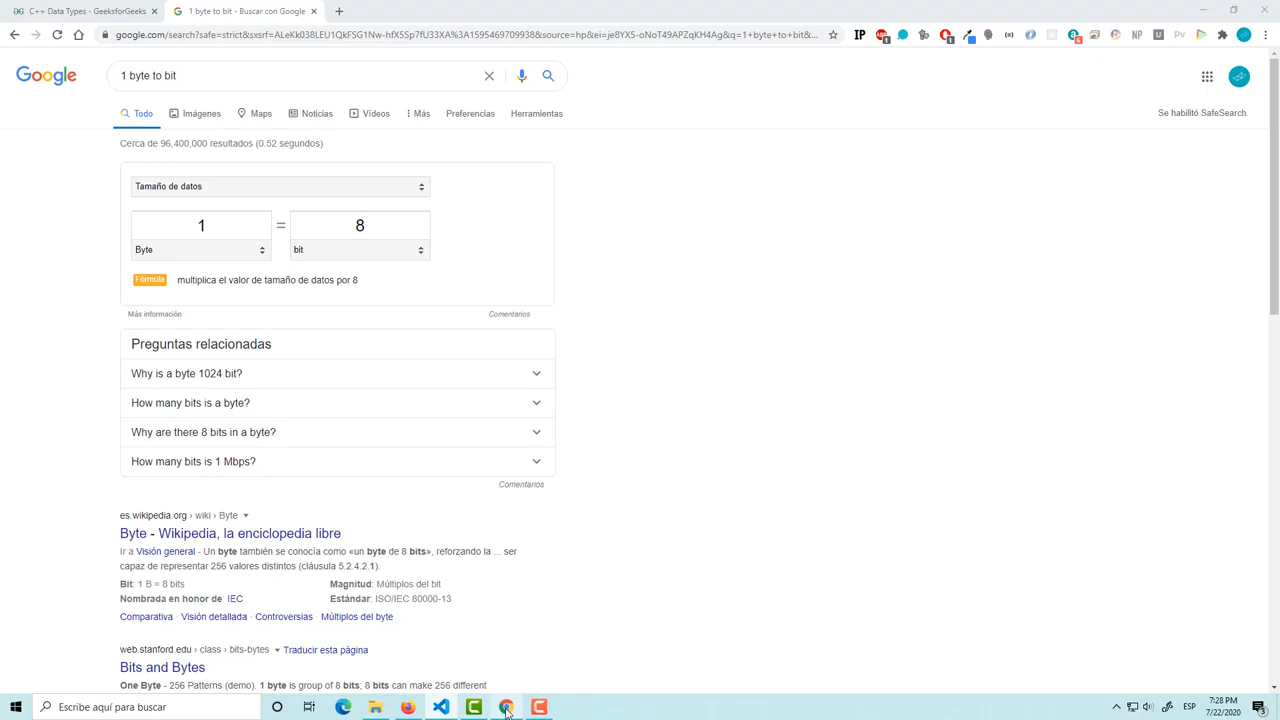 C++ Data Types - GeeksforGeeks
1 byte to bit - Buscar con Google
google.com/search?safe=strict&sxsrf=ALeKk038LEU1QkFSG1Nw-hfX5Sp7fU33XA%3A1595469709938&source=hp&ei=je8YX5-oNoT49APZqKH4Ag&q=1+byte+to+bit&...
IP
NP
Google
1 byte to bit
Todo
Imágenes
Maps
Noticias
Vídeos
Más
Preferencias
Herramientas
Se habilitó SafeSearch.
Cerca de 96,400,000 resultados (0.52 segundos)
Tamaño de datos
1 = 8
Byte bit
Fórmula multiplica el valor de tamaño de datos por 8
Más información Comentarios
Preguntas relacionadas
Why is a byte 1024 bit?
How many bits is a byte?
Why are there 8 bits in a byte?
How many bits is 1 Mbps?
Comentarios
es.wikipedia.org › wiki › Byte
Byte - Wikipedia, la enciclopedia libre
Ir a Visión general - Un byte también se conocía como «un byte de 8 bits», reforzando la ... ser
capaz de representar 256 valores distintos (cláusula 5.2.4.2.1).
Bit: 1 B = 8 bits Magnitud: Múltiplos del bit
Nombrada en honor de: IEC Estándar: ISO/IEC 80000-13
Comparativa · Visión detallada · Controversias · Múltiplos del byte
web.stanford.edu › class › bits-bytes Traducir esta página
Bits and Bytes
One Byte - 256 Patterns (demo). 1 byte is group of 8 bits; 8 bits can make 256 different
Escribe aquí para buscar
ESP
7:28 PM
7/22/2020